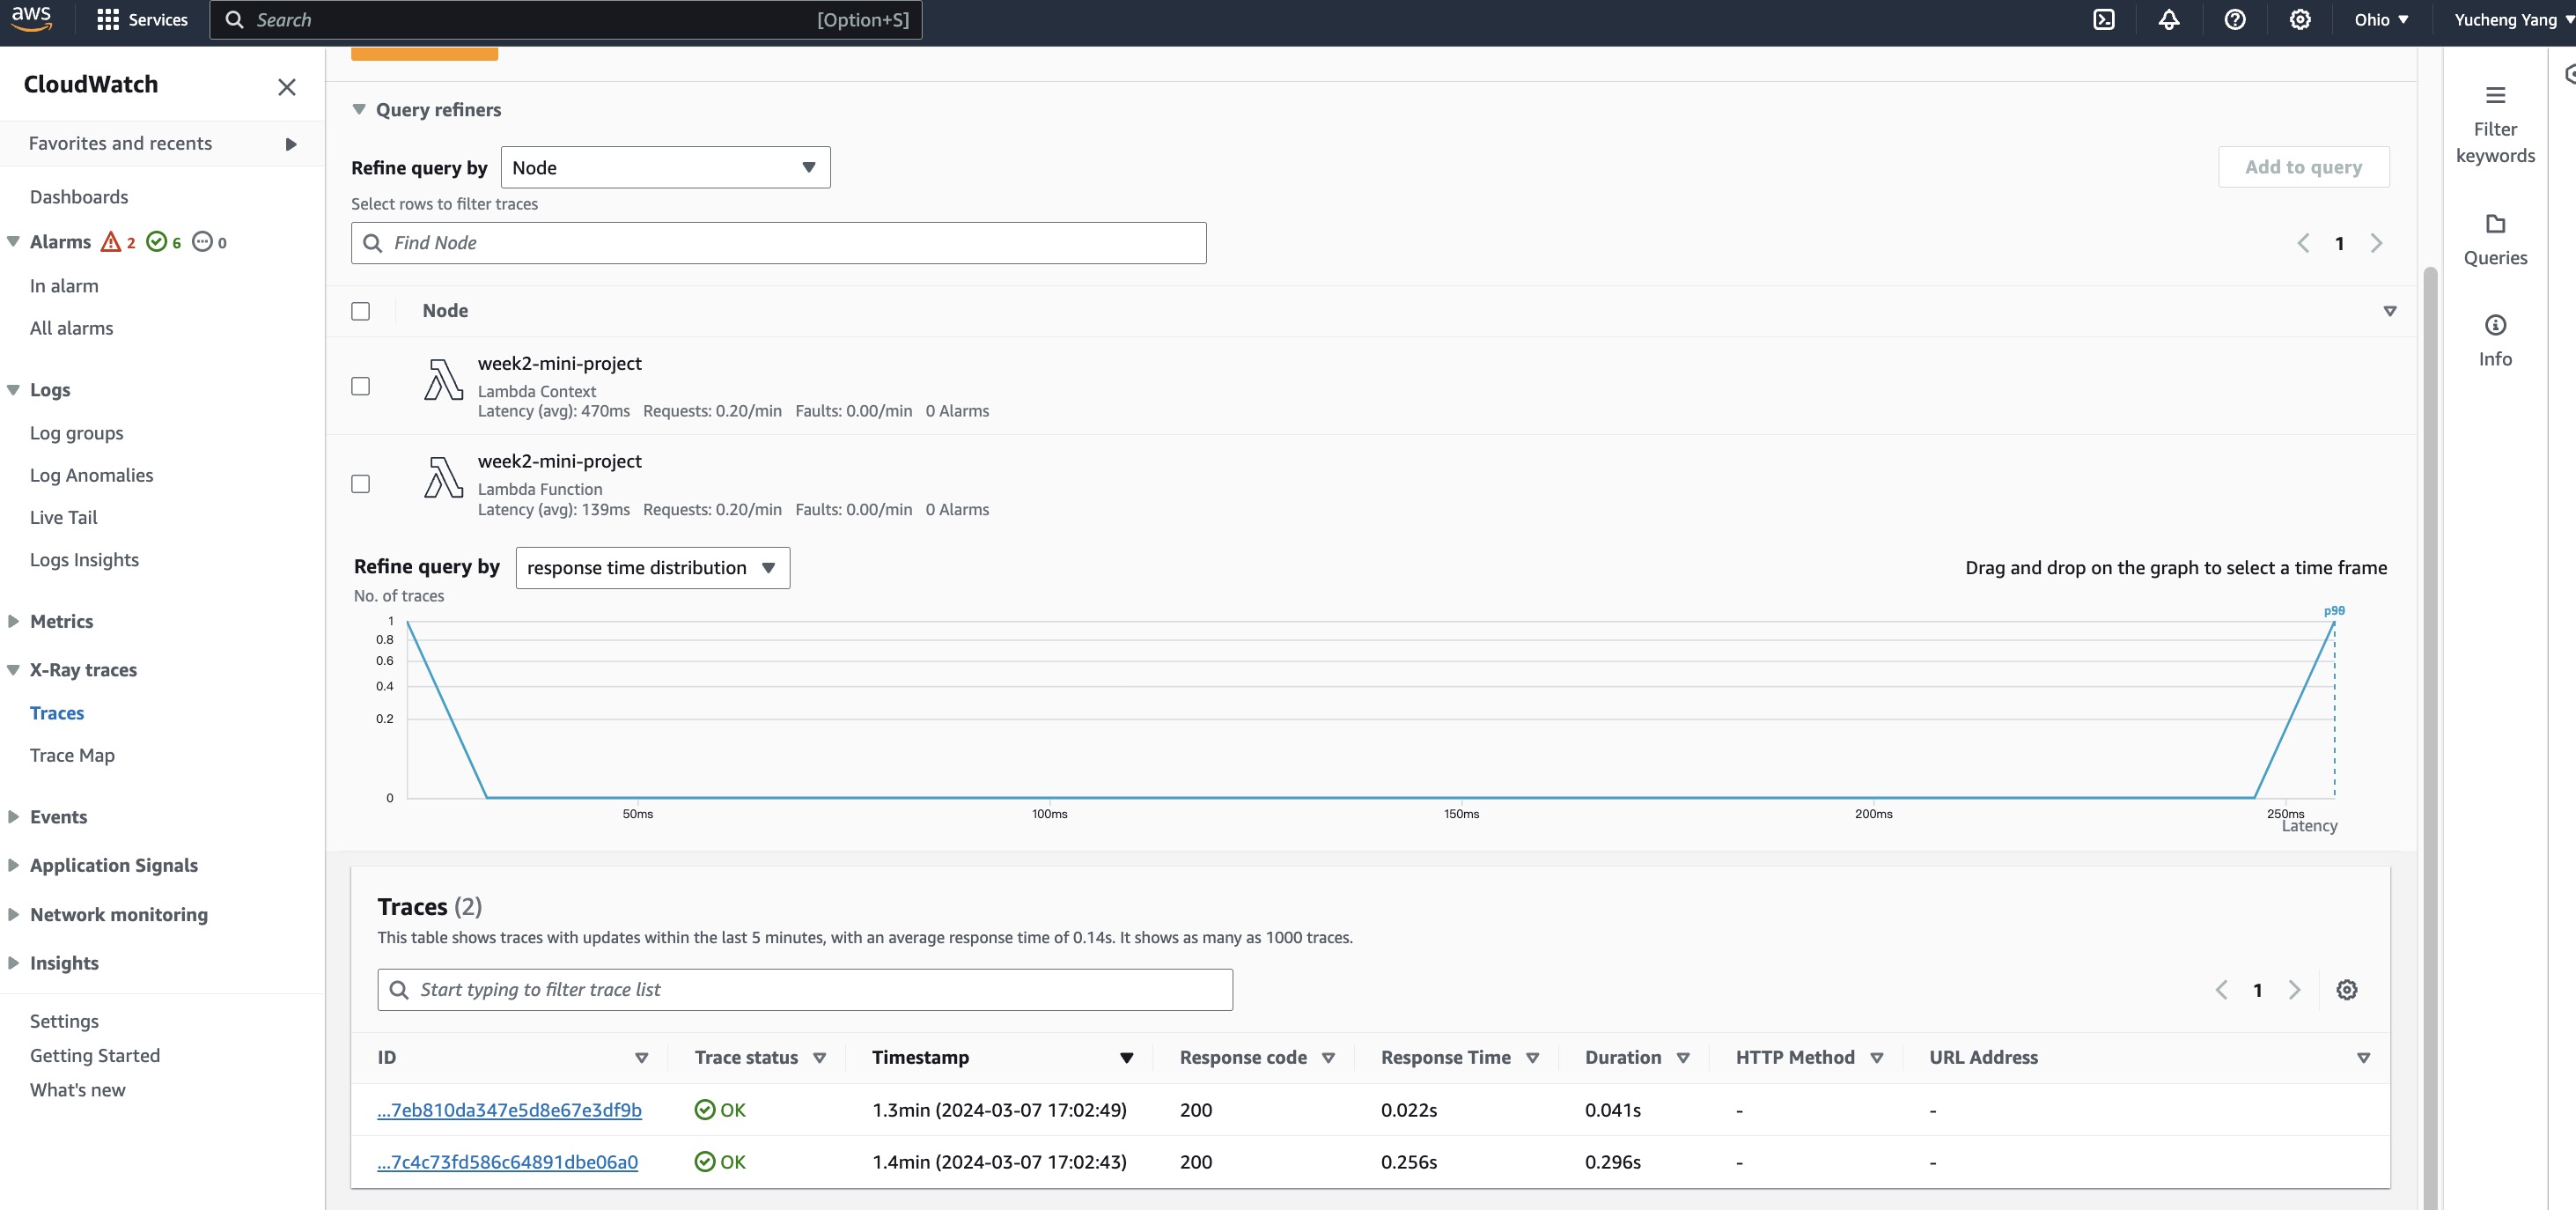 aws
Services
Search
[Option+S]
Ohio
Yucheng Yang
CloudWatch
Favorites and recents
Dashboards
Alarms 2 6 0
In alarm
All alarms
Logs
Log groups
Log Anomalies
Live Tail
Logs Insights
Metrics
X-Ray traces
Traces
Trace Map
Events
Application Signals
Network monitoring
Insights
Settings
Getting Started
What's new
Query refiners
Refine query by Node
Add to query
Select rows to filter traces
Find Node
1
Node
week2-mini-project
Lambda Context
Latency (avg): 470ms Requests: 0.20/min Faults: 0.00/min 0 Alarms
week2-mini-project
Lambda Function
Latency (avg): 139ms Requests: 0.20/min Faults: 0.00/min 0 Alarms
Refine query by response time distribution
Drag and drop on the graph to select a time frame
No. of traces
1
0.8
0.6
0.4
0.2
0
50ms 100ms 150ms 200ms 250ms
Latency
Traces (2)
This table shows traces with updates within the last 5 minutes, with an average response time of 0.14s. It shows as many as 1000 traces.
Start typing to filter trace list
1
ID Trace status Timestamp Response code Response Time Duration HTTP Method URL Address
...7eb810da347e5d8e67e3df9b OK 1.3min (2024-03-07 17:02:49) 200 0.022s 0.041s - -
...7c4c73fd586c64891dbe06a0 OK 1.4min (2024-03-07 17:02:43) 200 0.256s 0.296s - -
Filter
keywords
Queries
Info